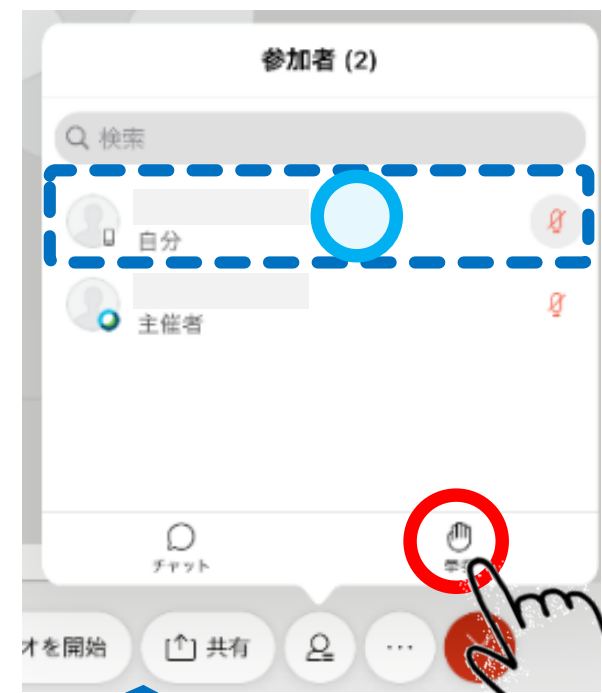 参加者 (2)
検索
自分
主催者
チャット
オを開始
共有